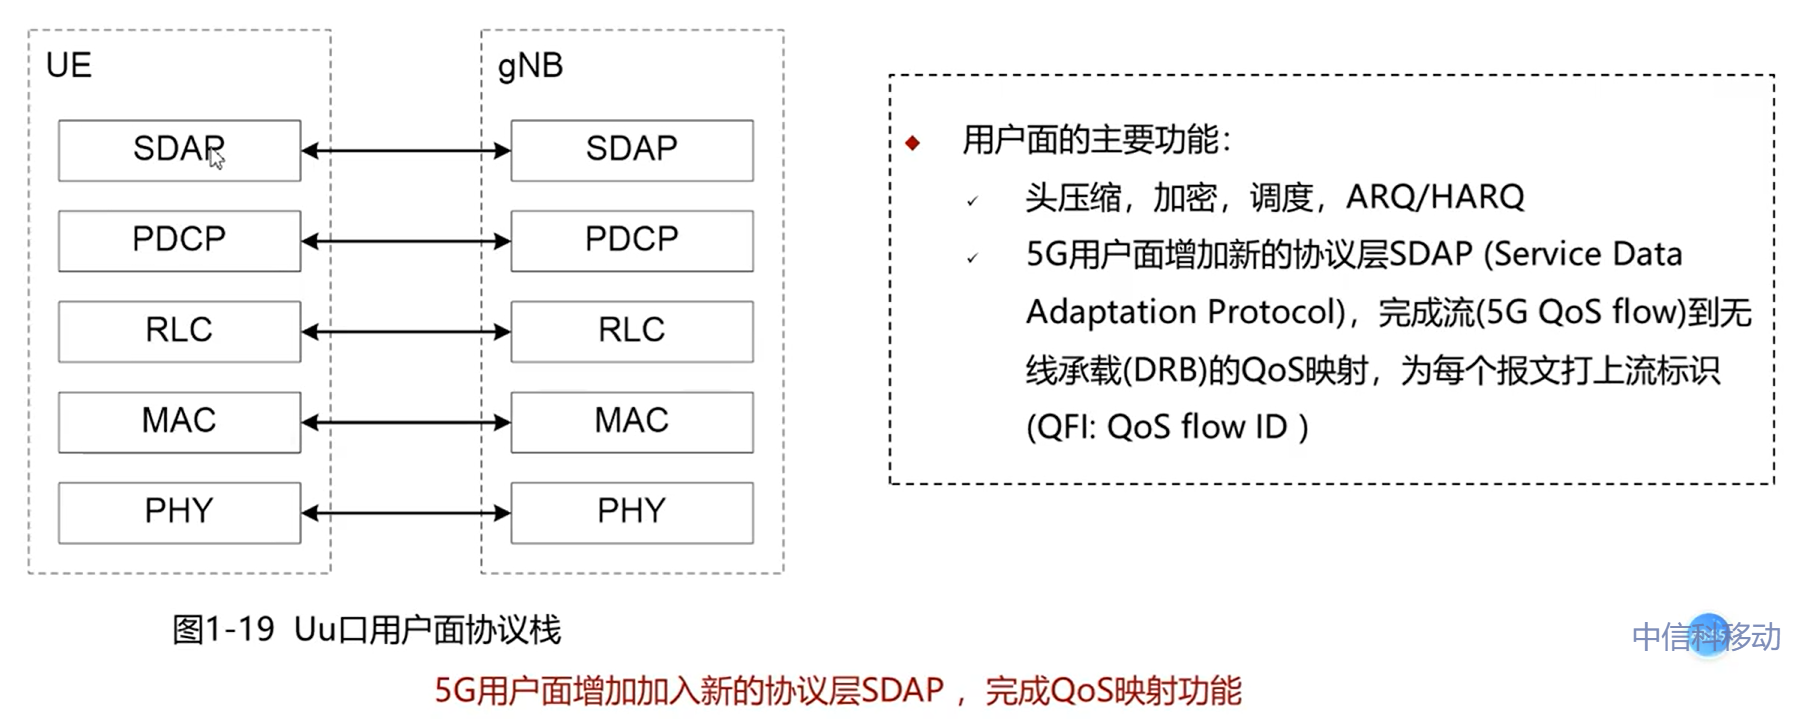 UE
gNB
SDAP
SDAP
PDCP
PDCP
RLC
RLC
MAC
MAC
PHY
PHY
图1-19 Uu口用户面协议栈
用户面的主要功能：
头压缩，加密，调度，ARQ/HARQ
5G用户面增加新的协议层SDAP (Service Data
Adaptation Protocol)，完成流(5G QoS flow)到无
线承载(DRB)的QoS映射，为每个报文打上流标识
(QFI: QoS flow ID )
中信科移动
5G用户面增加加入新的协议层SDAP ，完成QoS映射功能